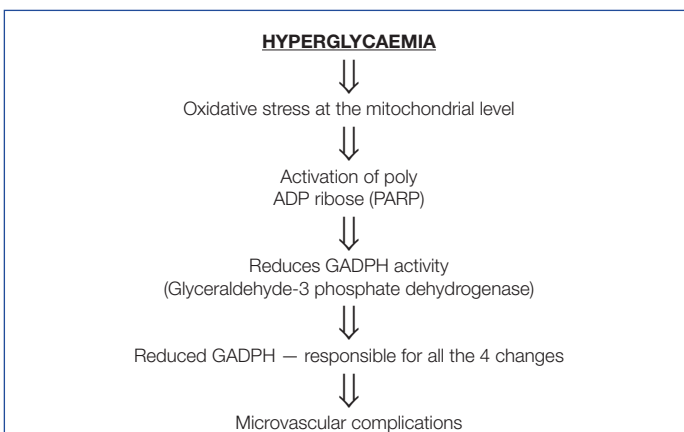 HYPERGLYCAEMIA
Oxidative stress at the mitochondrial level
Activation of poly
ADP ribose (PARP)
Reduces GADPH activity
(Glyceraldehyde-3 phosphate dehydrogenase)
Reduced GADPH — responsible for all the 4 changes
Microvascular complications